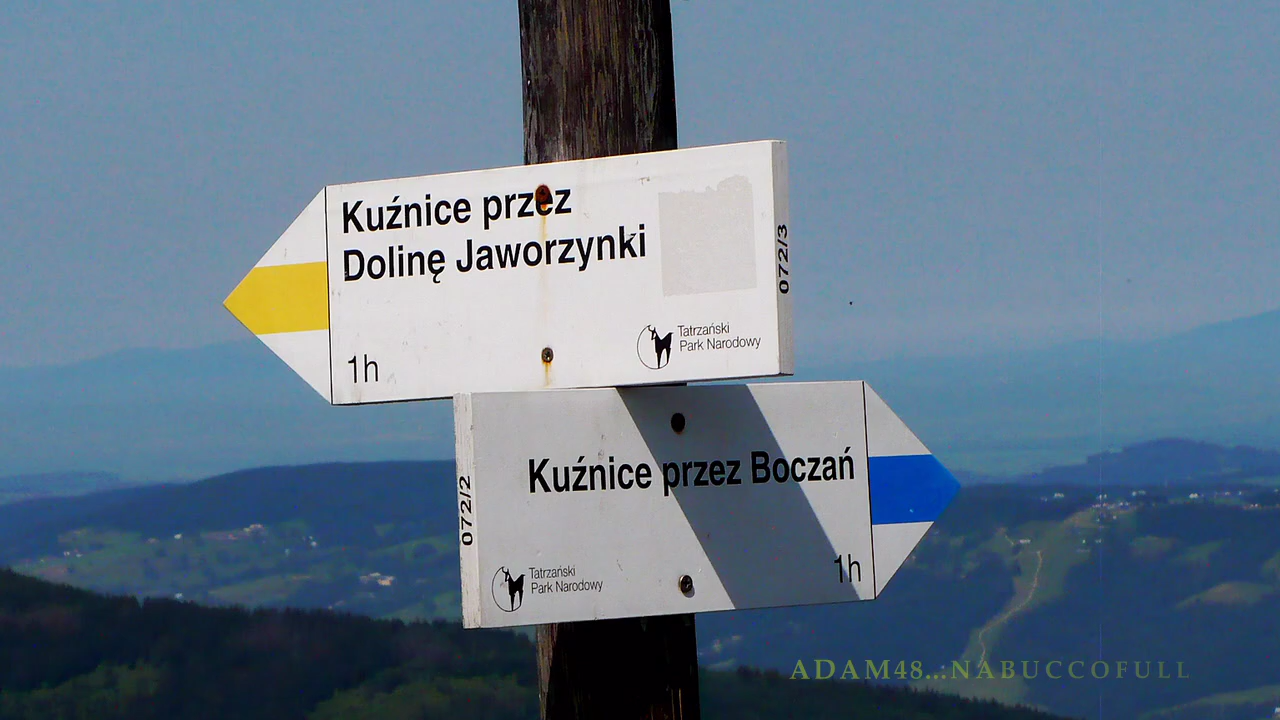 Kuźnice przez
Dolinę Jaworzynki
1h
Tatrzański
Park Narodowy
072/3
Kuźnice przez Boczań
1h
Tatrzański
Park Narodowy
072/2
ADAM48..:NABUCCOFULL